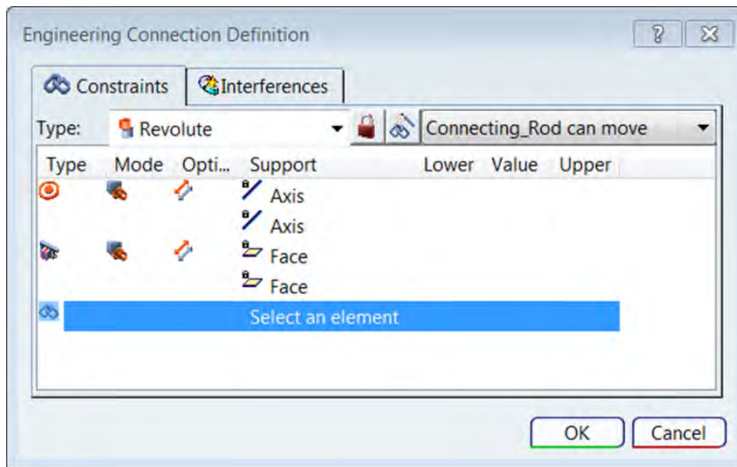 Engineering Connection Definition
Constraints Interferences
Type: Revolute Connecting_Rod can move
Type Mode Opti... Support Lower Value Upper
Axis
Axis
Face
Face
Select an element
OK Cancel